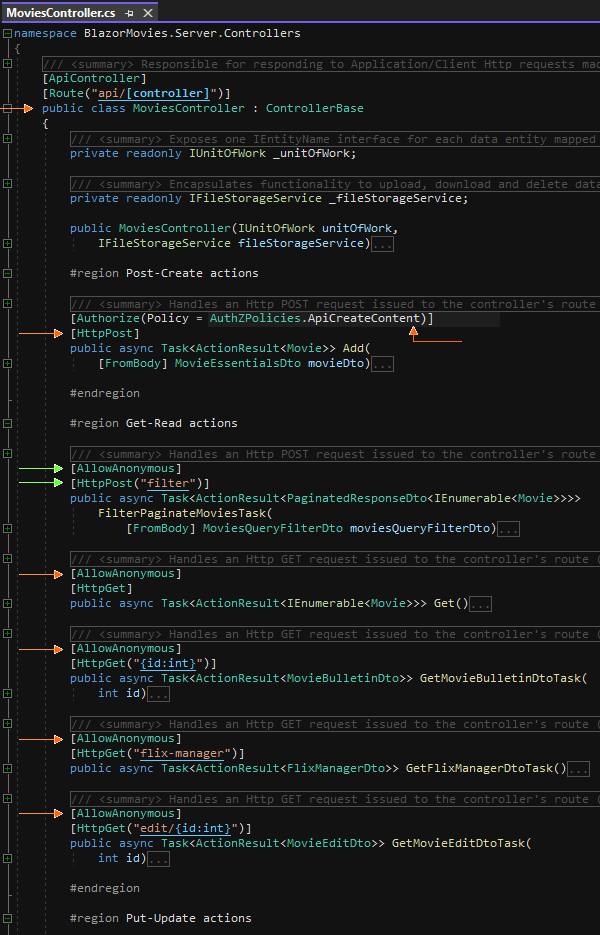 MoviesController.cs
namespace BlazorMovies.Server.Controllers
{
/// <summary> Responsible for responding to Application/Client Http requests mad
[ApiController]
[Route("api/[controller]")]
public class MoviesController : ControllerBase
{
/// <summary> Exposes one IEntityName interface for each data entity mapped
private readonly IUnitOfWork _unitOfWork;
/// <summary> Encapsulates functionality to upload, download and delete data
private readonly IFileStorageService _fileStorageService;
public MoviesController(IUnitOfWork unitOfWork,
IFileStorageService fileStorageService)...
#region Post-Create actions
/// <summary> Handles an Http POST request issued to the controller's route
[Authorize(Policy = AuthZPolicies.ApiCreateContent)]
[HttpPost]
public async Task<ActionResult<Movie>> Add(
[FromBody] MovieEssentialsDto movieDto)...
#endregion
#region Get-Read actions
/// <summary> Handles an Http POST request issued to the controller's route
[AllowAnonymous]
[HttpPost("filter")]
public async Task<ActionResult<PaginatedResponseDto<IEnumerable<Movie>>>>
FilterPaginateMoviesTask(
[FromBody] MoviesQueryFilterDto moviesQueryFilterDto)...
/// <summary> Handles an Http GET request issued to the controller's route (
[AllowAnonymous]
[HttpGet]
public async Task<ActionResult<IEnumerable<Movie>>> Get()...
/// <summary> Handles an Http GET request issued to the controller's route (
[AllowAnonymous]
[HttpGet("{id:int}")]
public async Task<ActionResult<MovieBulletinDto>> GetMovieBulletinDtoTask(
int id)...
/// <summary> Handles an Http GET request issued to the controller's route (
[AllowAnonymous]
[HttpGet("flix-manager")]
public async Task<ActionResult<FlixManagerDto>> GetFlixManagerDtoTask()...
/// <summary> Handles an Http GET request issued to the controller's route (
[AllowAnonymous]
[HttpGet("edit/{id:int}")]
public async Task<ActionResult<MovieEditDto>> GetMovieEditDtoTask(
int id)...
#endregion
#region Put-Update actions